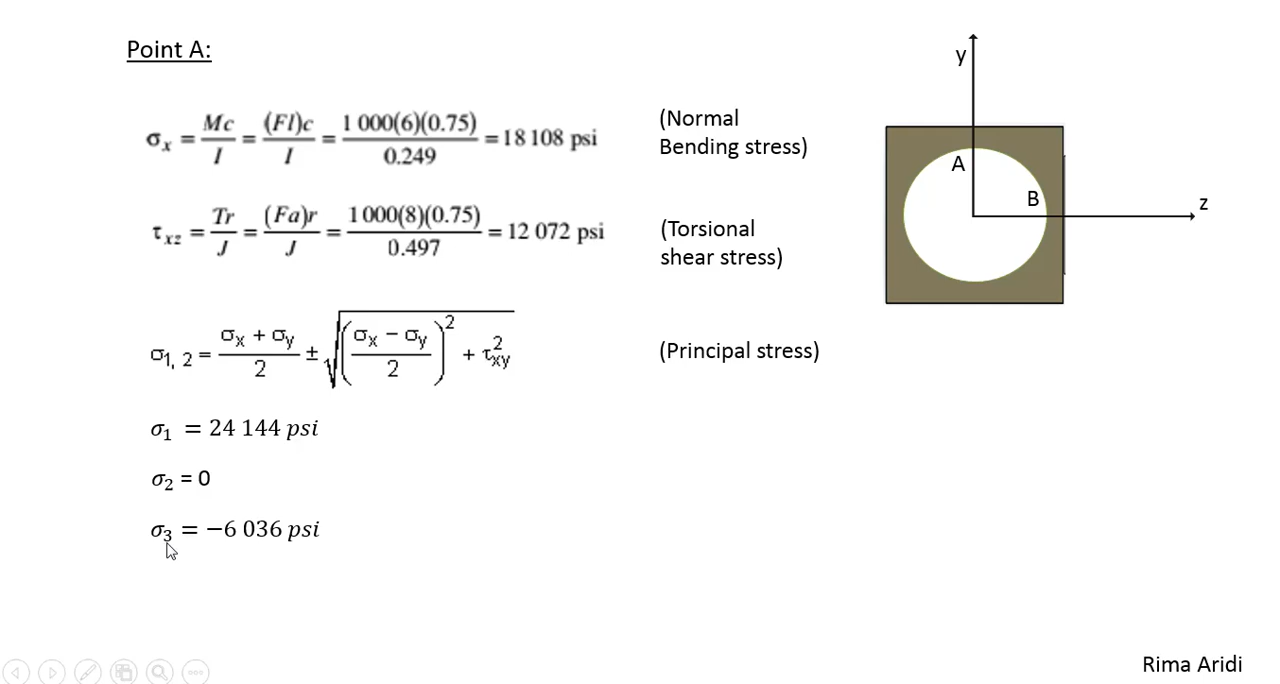 Point A:
σx = Mc/I = (Fl)c/I = 1 000(6)(0.75)/0.249 = 18 108 psi
(Normal
Bending stress)
τxz = Tr/J = (Fa)r/J = 1 000(8)(0.75)/0.497 = 12 072 psi
(Torsional
shear stress)
σ1, 2 = σx + σy/2 ± √(σx − σy/2)² + τ²xy
(Principal stress)
σ1 = 24 144 psi
σ2 = 0
σ3 = −6 036 psi
y
A
B
z
Rima Aridi